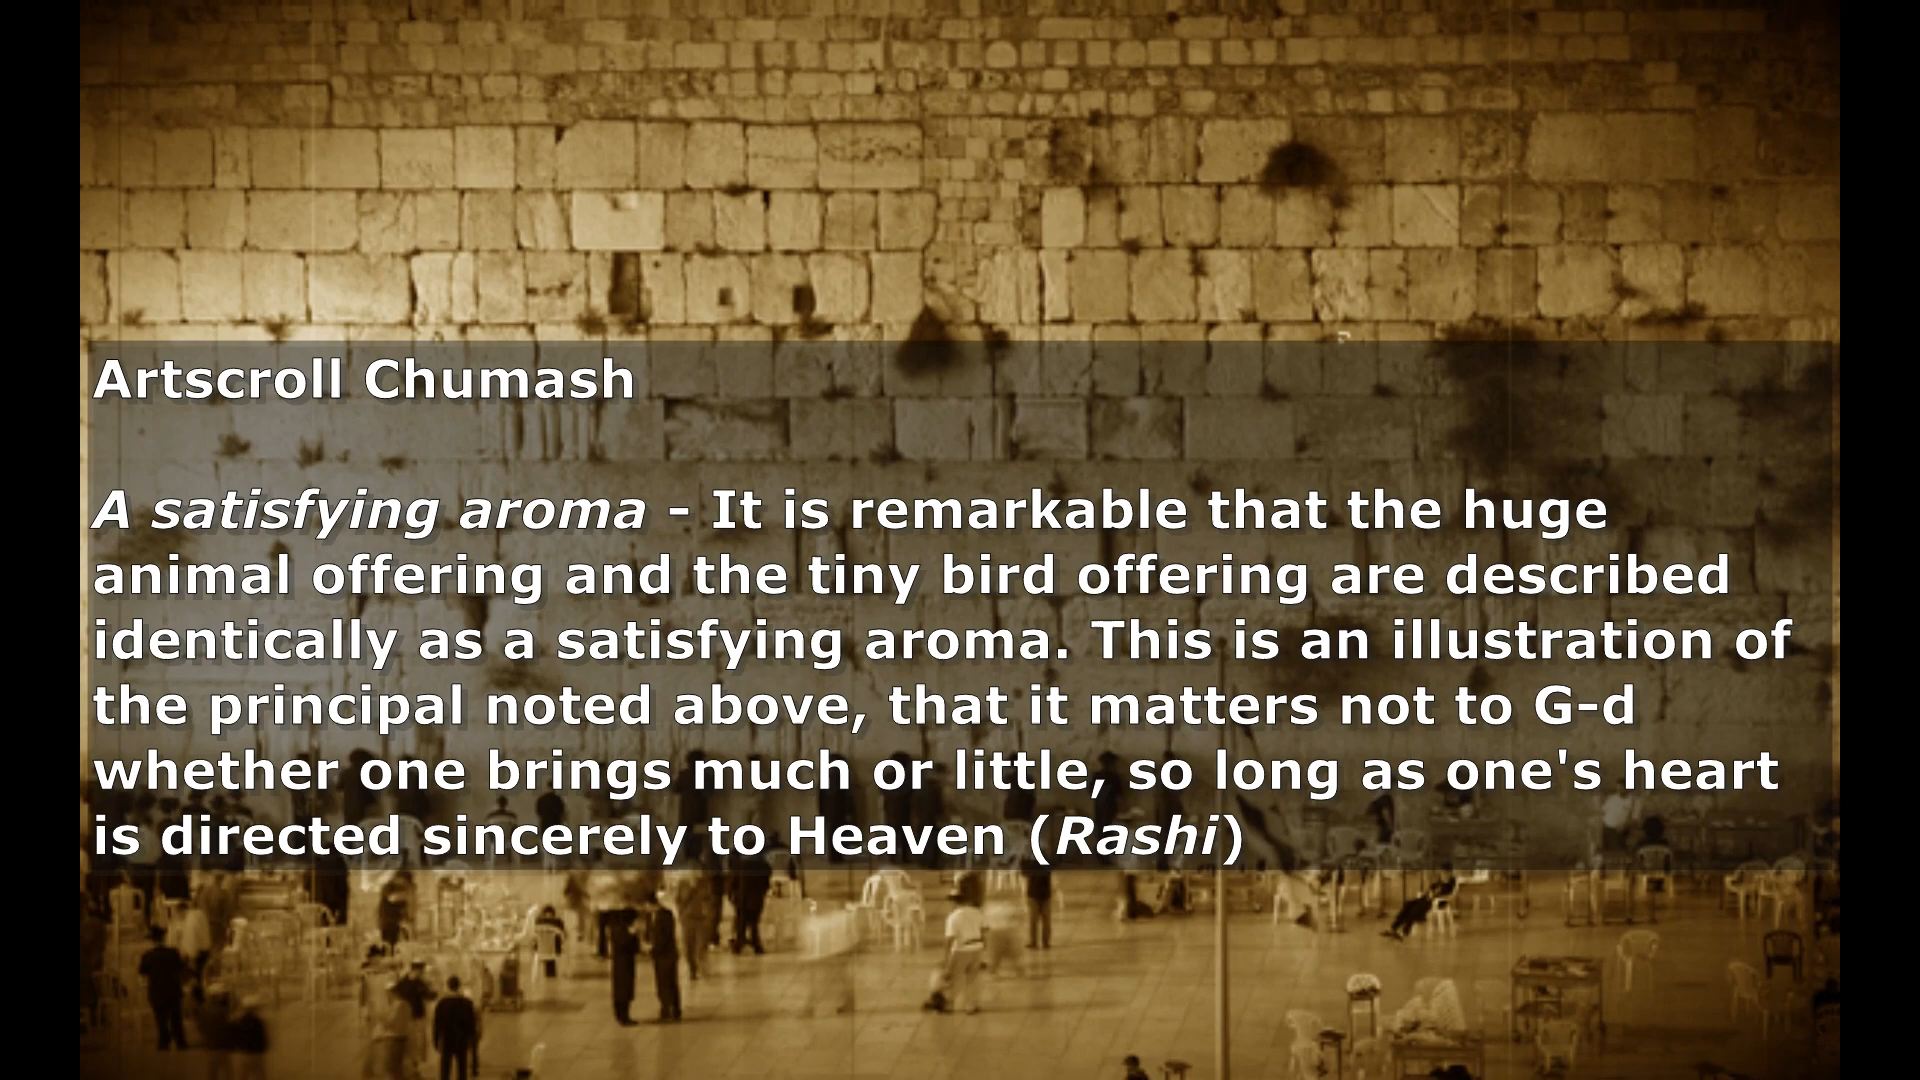 Artscroll Chumash
A satisfying aroma - It is remarkable that the huge
animal offering and the tiny bird offering are described
identically as a satisfying aroma. This is an illustration of
the principal noted above, that it matters not to G-d
whether one brings much or little, so long as one's heart
is directed sincerely to Heaven (Rashi)